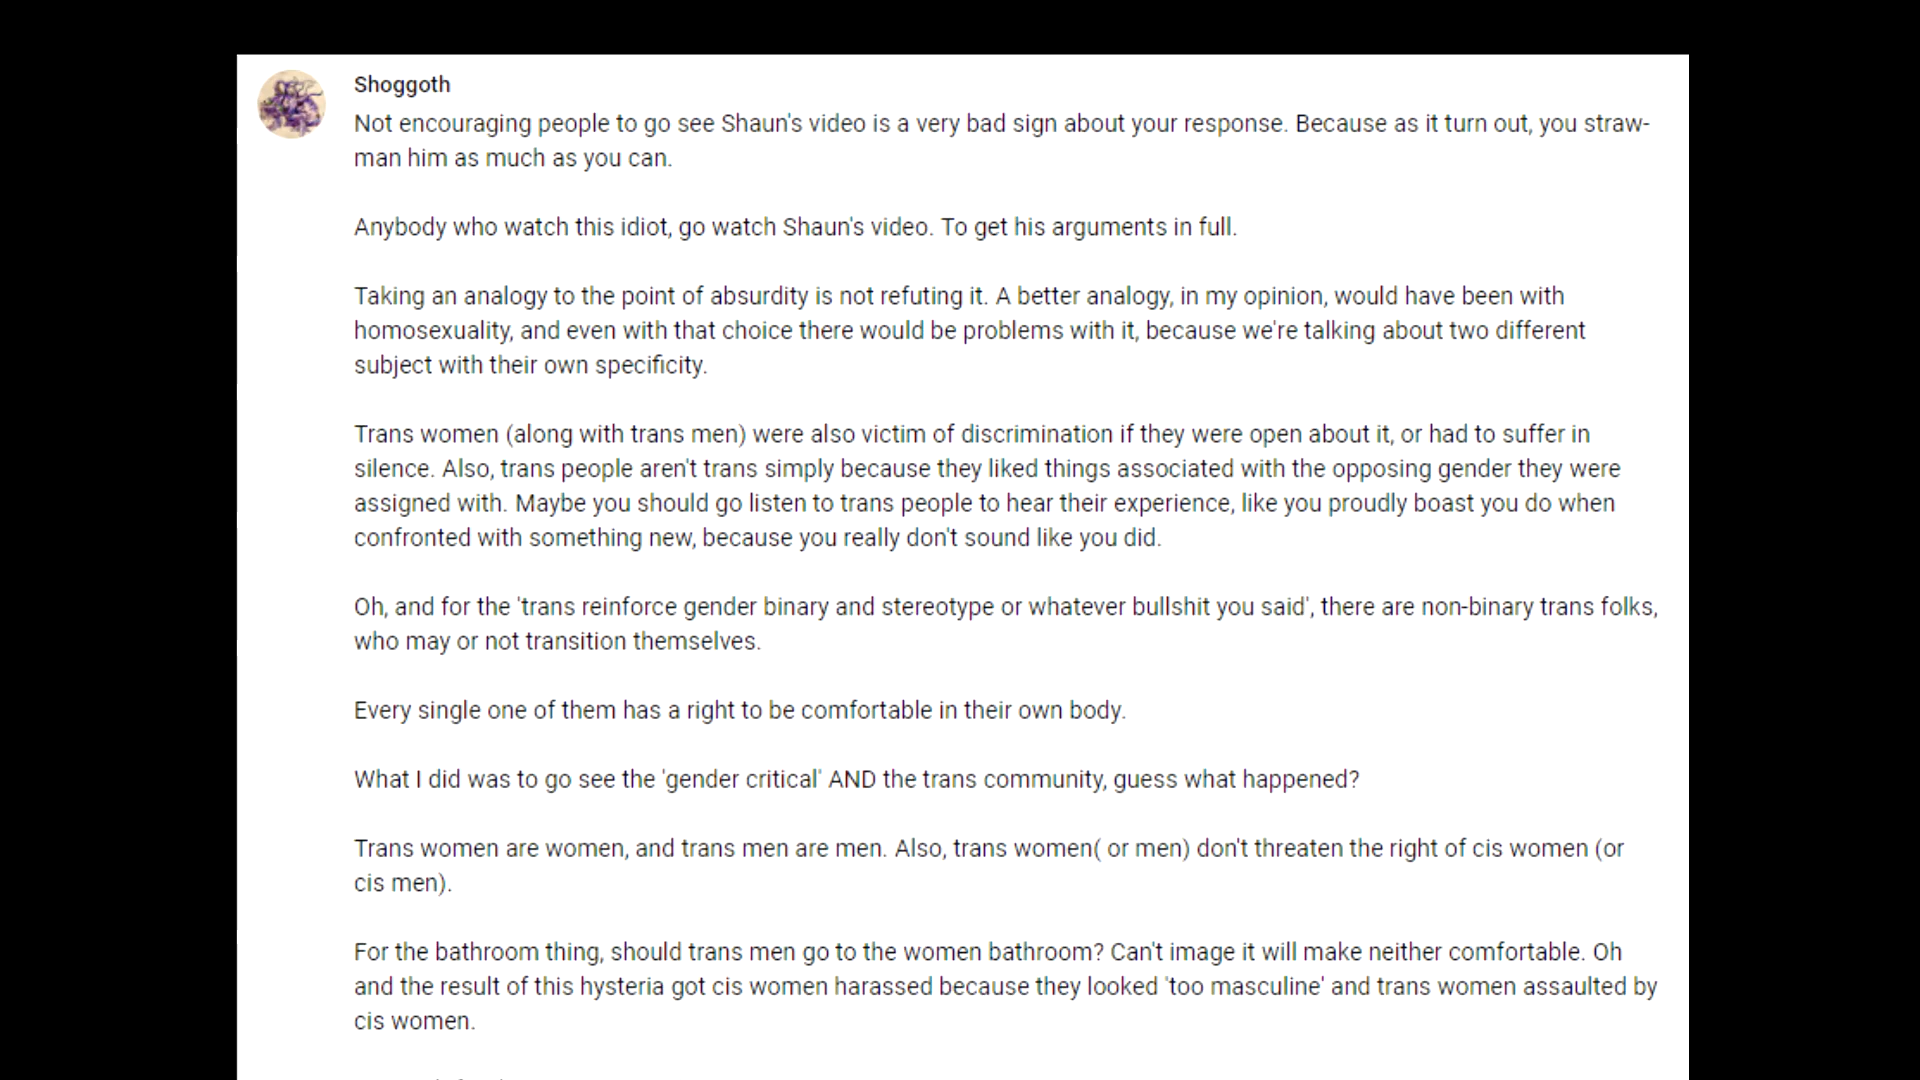 Shoggoth
Not encouraging people to go see Shaun's video is a very bad sign about your response. Because as it turn out, you straw-
man him as much as you can.
Anybody who watch this idiot, go watch Shaun's video. To get his arguments in full.
Taking an analogy to the point of absurdity is not refuting it. A better analogy, in my opinion, would have been with
homosexuality, and even with that choice there would be problems with it, because we're talking about two different
subject with their own specificity.
Trans women (along with trans men) were also victim of discrimination if they were open about it, or had to suffer in
silence. Also, trans people aren't trans simply because they liked things associated with the opposing gender they were
assigned with. Maybe you should go listen to trans people to hear their experience, like you proudly boast you do when
confronted with something new, because you really don't sound like you did.
Oh, and for the 'trans reinforce gender binary and stereotype or whatever bullshit you said', there are non-binary trans folks,
who may or not transition themselves.
Every single one of them has a right to be comfortable in their own body.
What I did was to go see the 'gender critical' AND the trans community, guess what happened?
Trans women are women, and trans men are men. Also, trans women( or men) don't threaten the right of cis women (or
cis men).
For the bathroom thing, should trans men go to the women bathroom? Can't image it will make neither comfortable. Oh
and the result of this hysteria got cis women harassed because they looked 'too masculine' and trans women assaulted by
cis women.